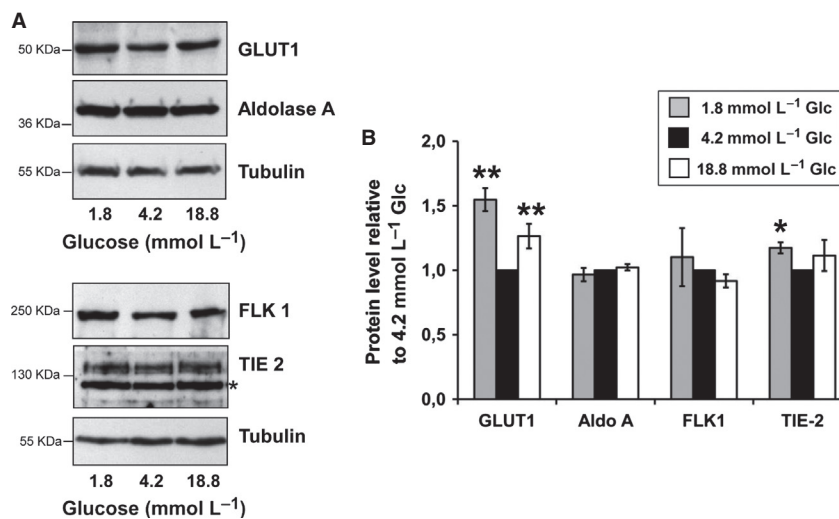 A
50 KDa
GLUT1
36 KDa
Aldolase A
55 KDa
Tubulin
1.8 4.2 18.8
Glucose (mmol L–1)
250 KDa
FLK 1
130 KDa
TIE 2
*
55 KDa
Tubulin
1.8 4.2 18.8
Glucose (mmol L–1)
B
1.8 mmol L–1 Glc
4.2 mmol L–1 Glc
18.8 mmol L–1 Glc
Protein level relative
to 4.2 mmol L–1 Glc
2,0
1,5
1,0
0,5
0,0
**
**
*
GLUT1 Aldo A FLK1 TIE-2